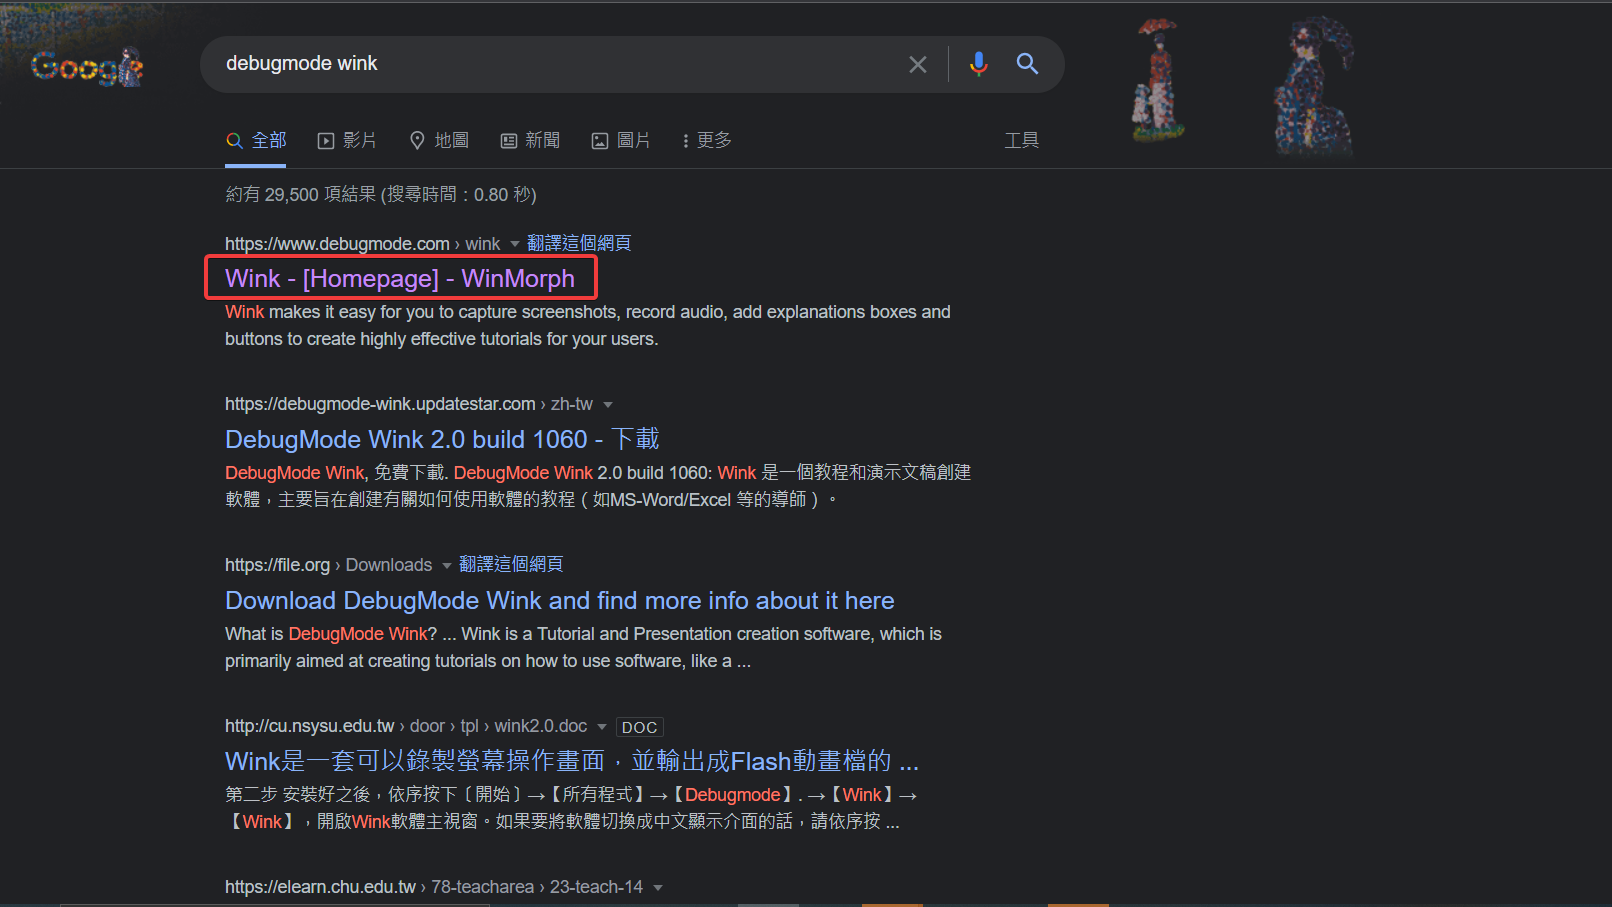 Google
debugmode wink
全部 影片 地圖 新聞 圖片 更多 工具
約有 29,500 項結果 (搜尋時間：0.80 秒)
https://www.debugmode.com › wink 翻譯這個網頁
Wink - [Homepage] - WinMorph
Wink makes it easy for you to capture screenshots, record audio, add explanations boxes and
buttons to create highly effective tutorials for your users.
https://debugmode-wink.updatestar.com › zh-tw
DebugMode Wink 2.0 build 1060 - 下載
DebugMode Wink, 免費下載. DebugMode Wink 2.0 build 1060: Wink 是一個教程和演示文稿創建
軟體，主要旨在創建有關如何使用軟體的教程（如MS-Word/Excel 等的導師）。
https://file.org › Downloads 翻譯這個網頁
Download DebugMode Wink and find more info about it here
What is DebugMode Wink? ... Wink is a Tutorial and Presentation creation software, which is
primarily aimed at creating tutorials on how to use software, like a ...
http://cu.nsysu.edu.tw › door › tpl › wink2.0.doc DOC
Wink是一套可以錄製螢幕操作畫面，並輸出成Flash動畫檔的 ...
第二步 安裝好之後，依序按下〔開始〕→【所有程式】→【Debugmode】. →【Wink】→
【Wink】，開啟Wink軟體主視窗。如果要將軟體切換成中文顯示介面的話，請依序按 ...
https://elearn.chu.edu.tw › 78-teacharea › 23-teach-14